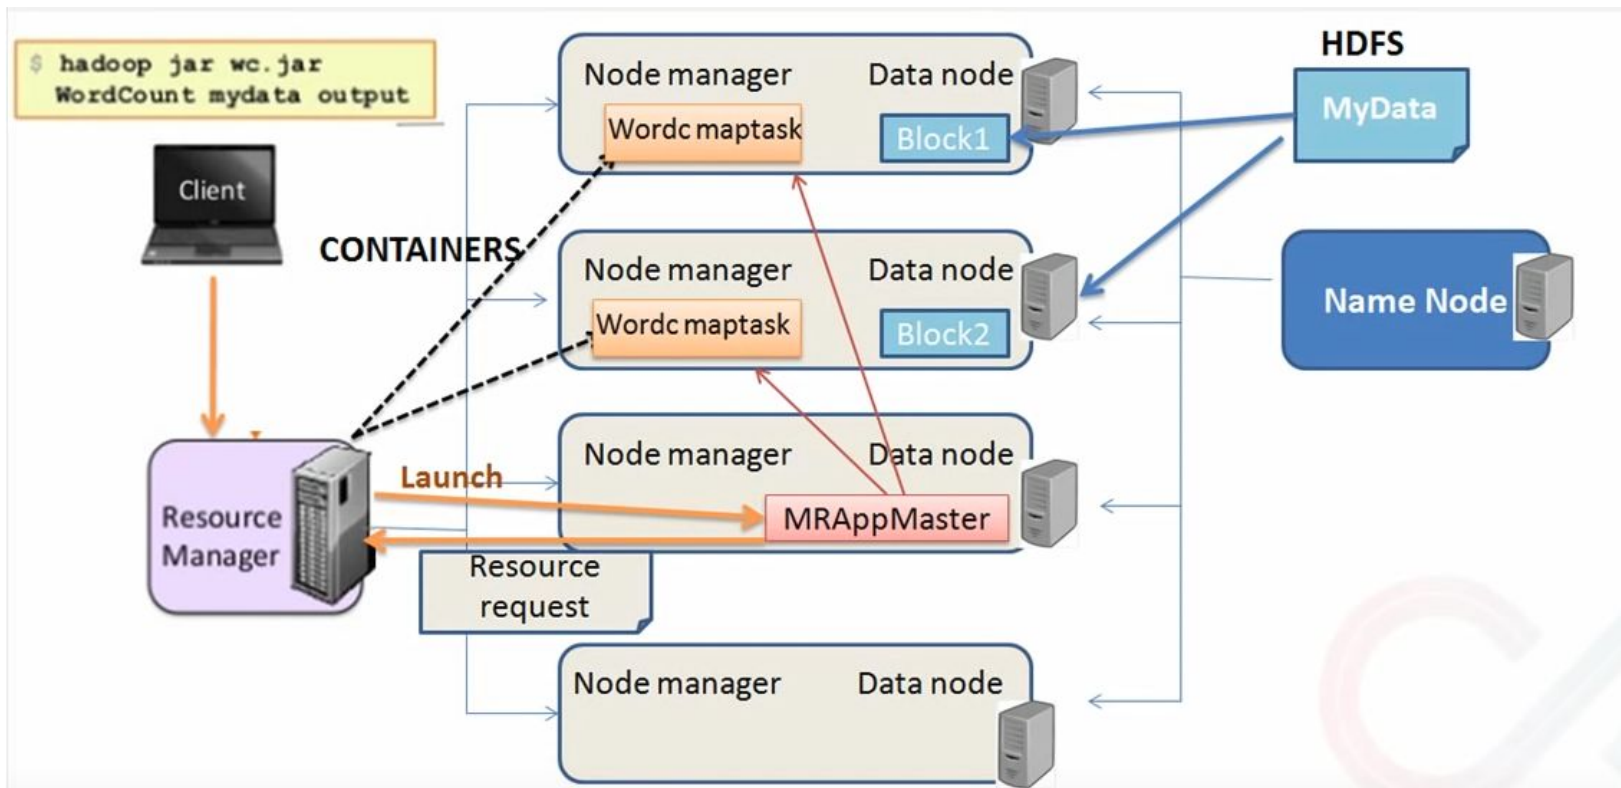 $ hadoop jar wc.jar
WordCount mydata output
Client
CONTAINERS
Node manager
Data node
Wordc maptask
Block1
HDFS
MyData
Node manager
Data node
Wordc maptask
Block2
Name Node
Resource
Manager
Launch
Node manager
Data node
MRAppMaster
Resource
request
Node manager
Data node